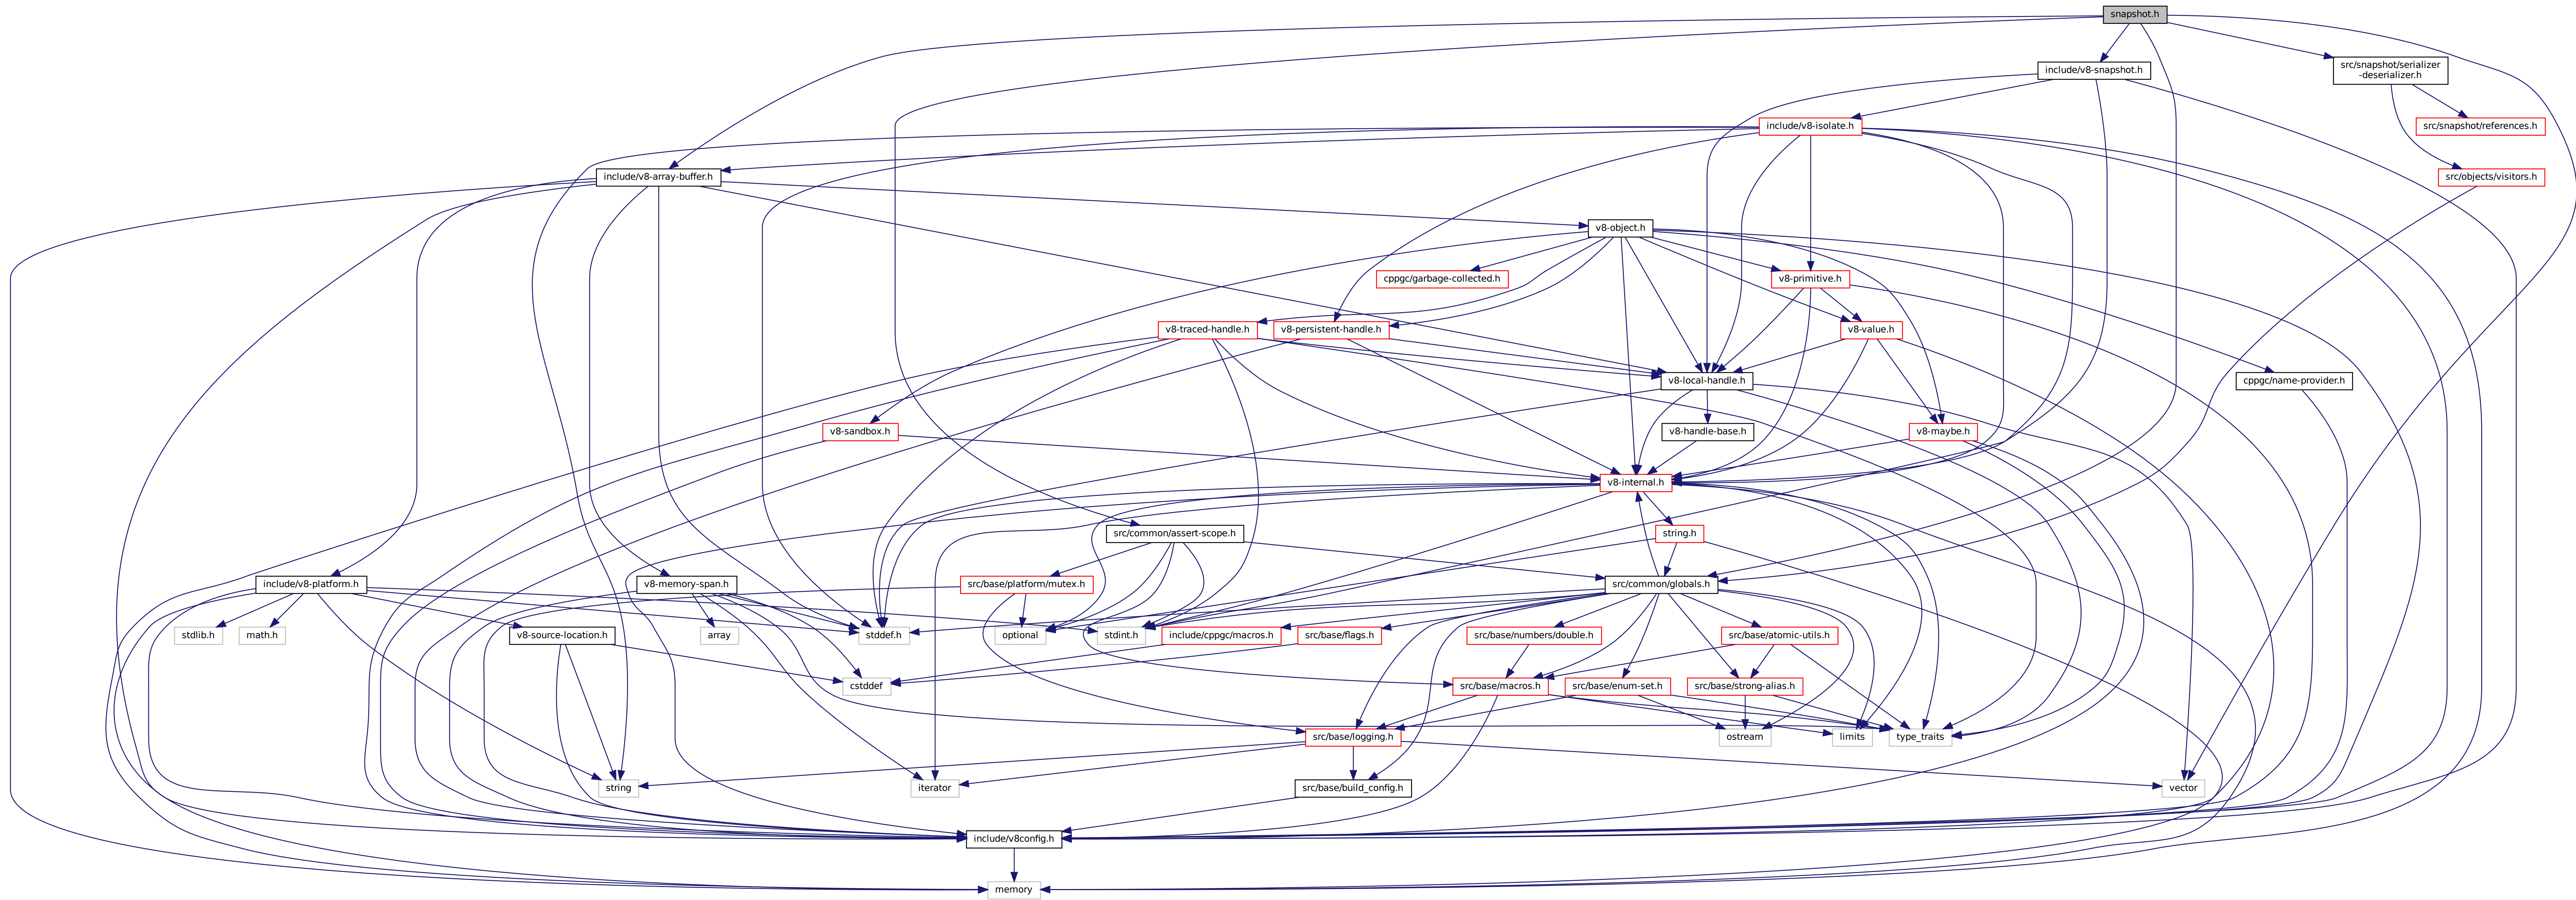 snapshot.h
include/v8-snapshot.h
src/snapshot/serializer
-deserializer.h
include/v8-isolate.h
src/snapshot/references.h
include/v8-array-buffer.h
src/objects/visitors.h
v8-object.h
cppgc/garbage-collected.h
v8-primitive.h
v8-traced-handle.h
v8-persistent-handle.h
v8-value.h
v8-local-handle.h
cppgc/name-provider.h
v8-sandbox.h
v8-handle-base.h
v8-maybe.h
v8-internal.h
src/common/assert-scope.h
string.h
include/v8-platform.h
v8-memory-span.h
src/base/platform/mutex.h
src/common/globals.h
stdlib.h
math.h
v8-source-location.h
array
stddef.h
optional
stdint.h
include/cppgc/macros.h
src/base/flags.h
src/base/numbers/double.h
src/base/atomic-utils.h
cstddef
src/base/macros.h
src/base/enum-set.h
src/base/strong-alias.h
src/base/logging.h
ostream
limits
type_traits
string
iterator
src/base/build_config.h
vector
include/v8config.h
memory